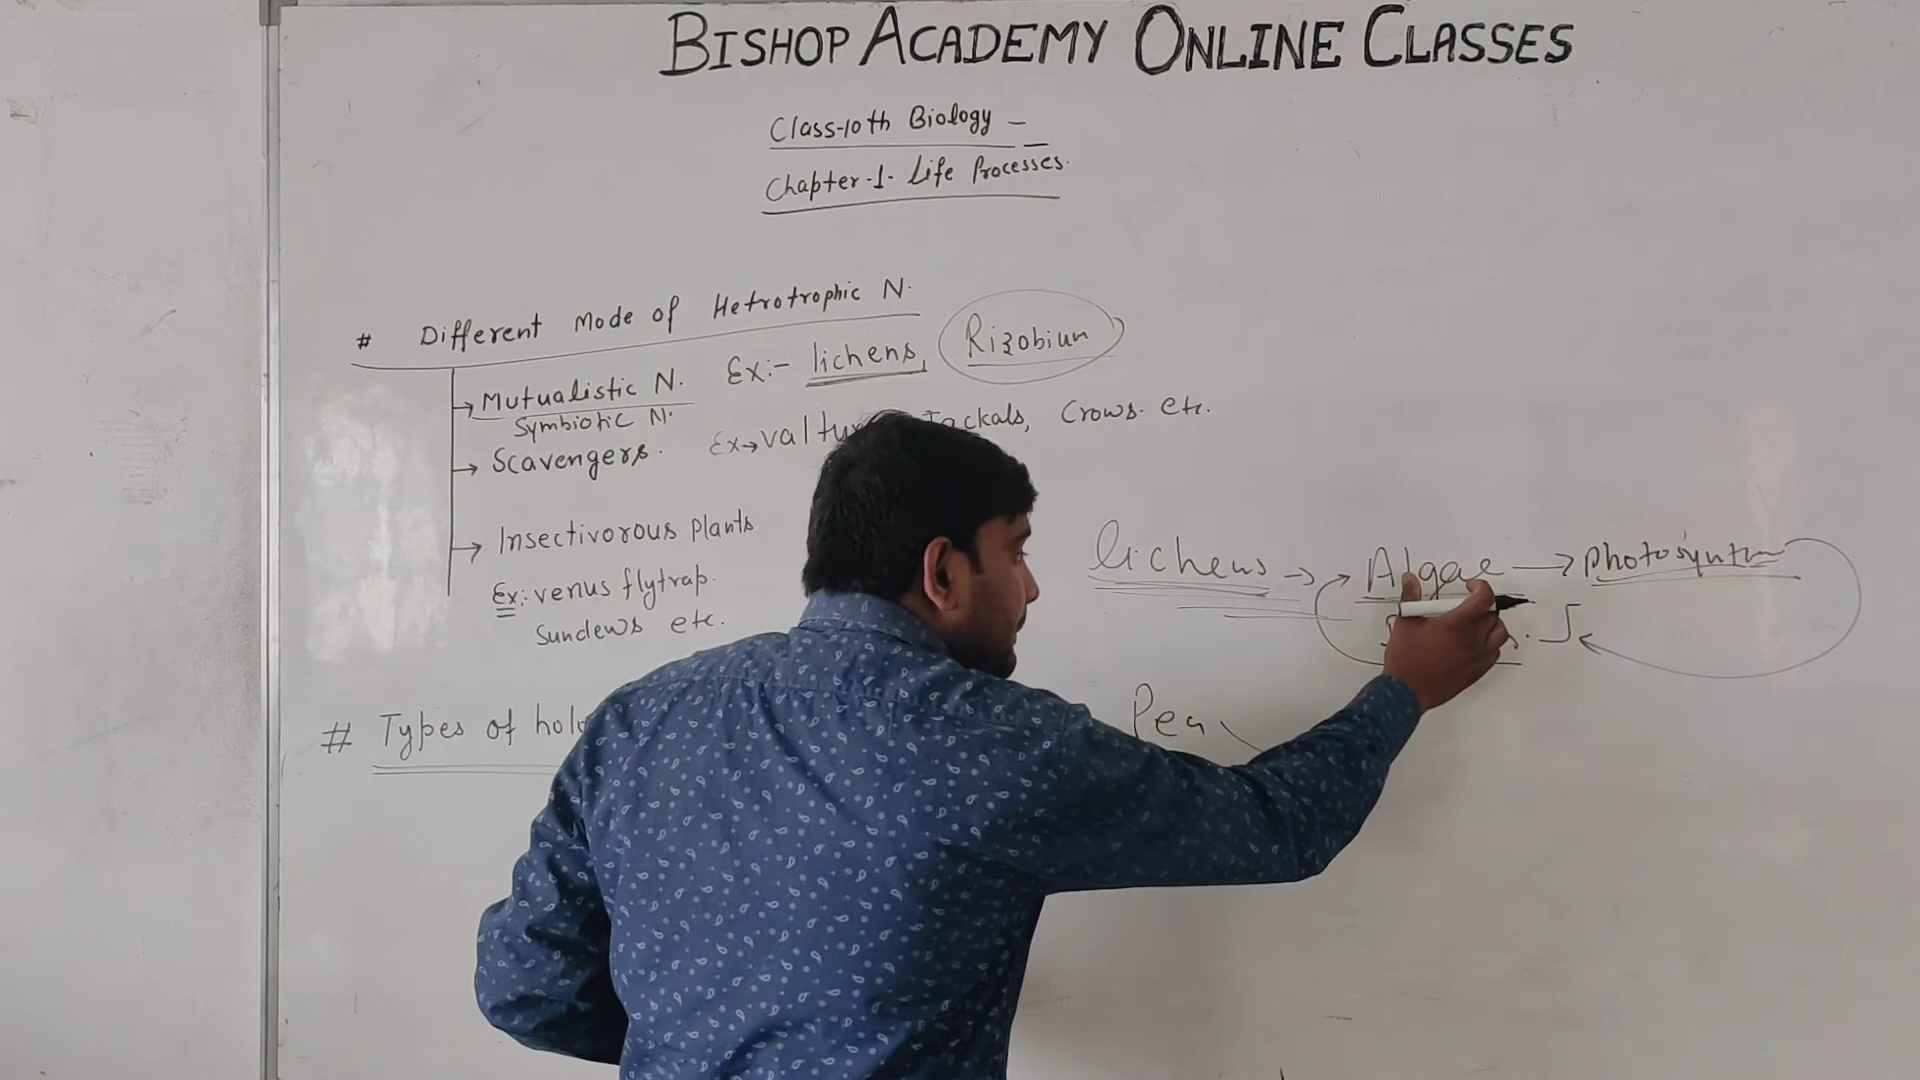 BISHOP ACADEMY ONLINE CLASSES
Class-10th Biology -
Chapter-1- Life Processes.
# Different Mode of Hetrotrophic N.
→ Mutualistic N. Ex:- lichens, Rizobium
Symbiotic N.
→ Scavengers. Ex→ Jackals, Crows. etc.
→ Insectivorous plants
Ex:- venus flytrap.
Sundews etc.
lichens → Algae →
Pea
# Types of